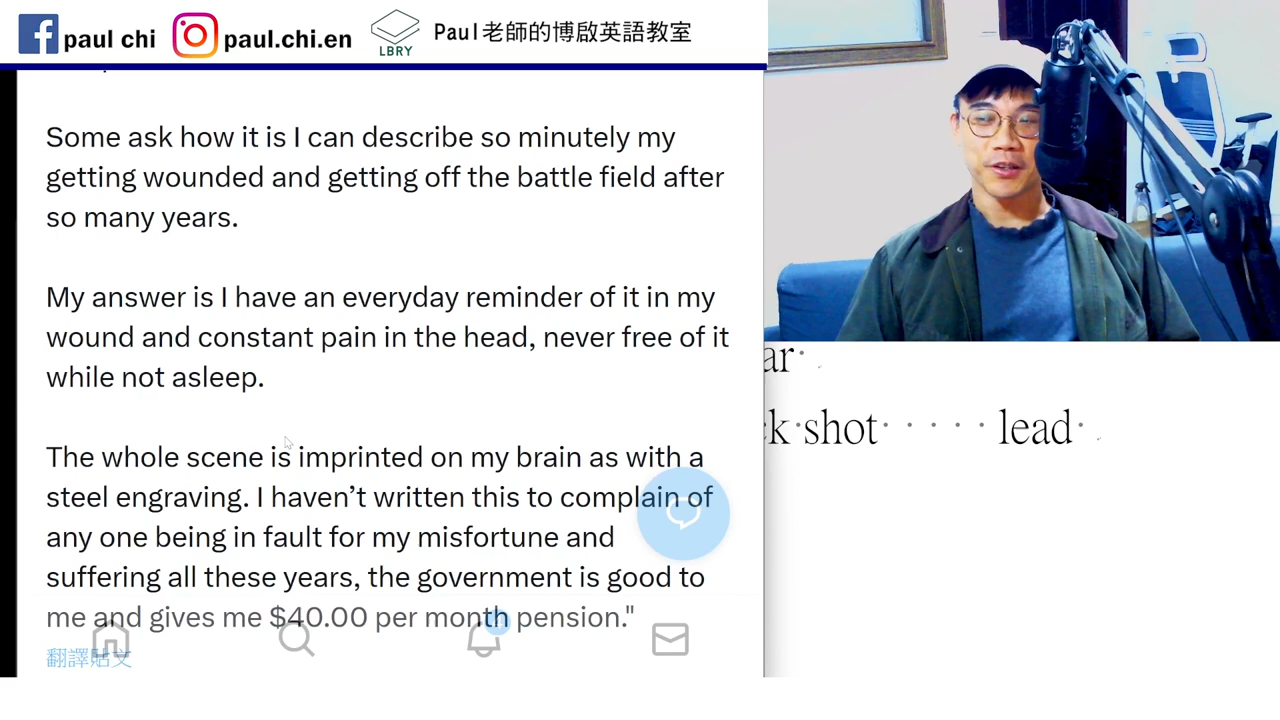 paul chi
paul.chi.en
LBRY
Paul老師的博啟英語教室
Some ask how it is I can describe so minutely my
getting wounded and getting off the battle field after
so many years.
My answer is I have an everyday reminder of it in my
wound and constant pain in the head, never free of it
while not asleep.
The whole scene is imprinted on my brain as with a
steel engraving. I haven’t written this to complain of
any one being in fault for my misfortune and
suffering all these years, the government is good to
me and gives me $40.00 per month pension."
翻譯貼文
ar
k shot lead